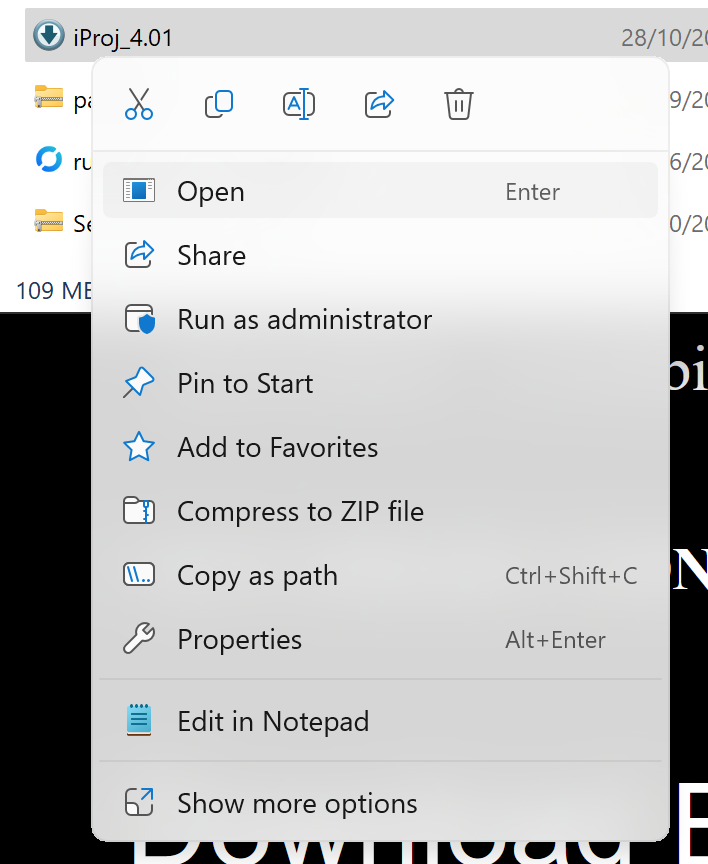 iProj_4.01 28/10/20
109 MB
Open Enter
Share
Run as administrator
Pin to Start
Add to Favorites
Compress to ZIP file
Copy as path Ctrl+Shift+C
Properties Alt+Enter
Edit in Notepad
Show more options
Download